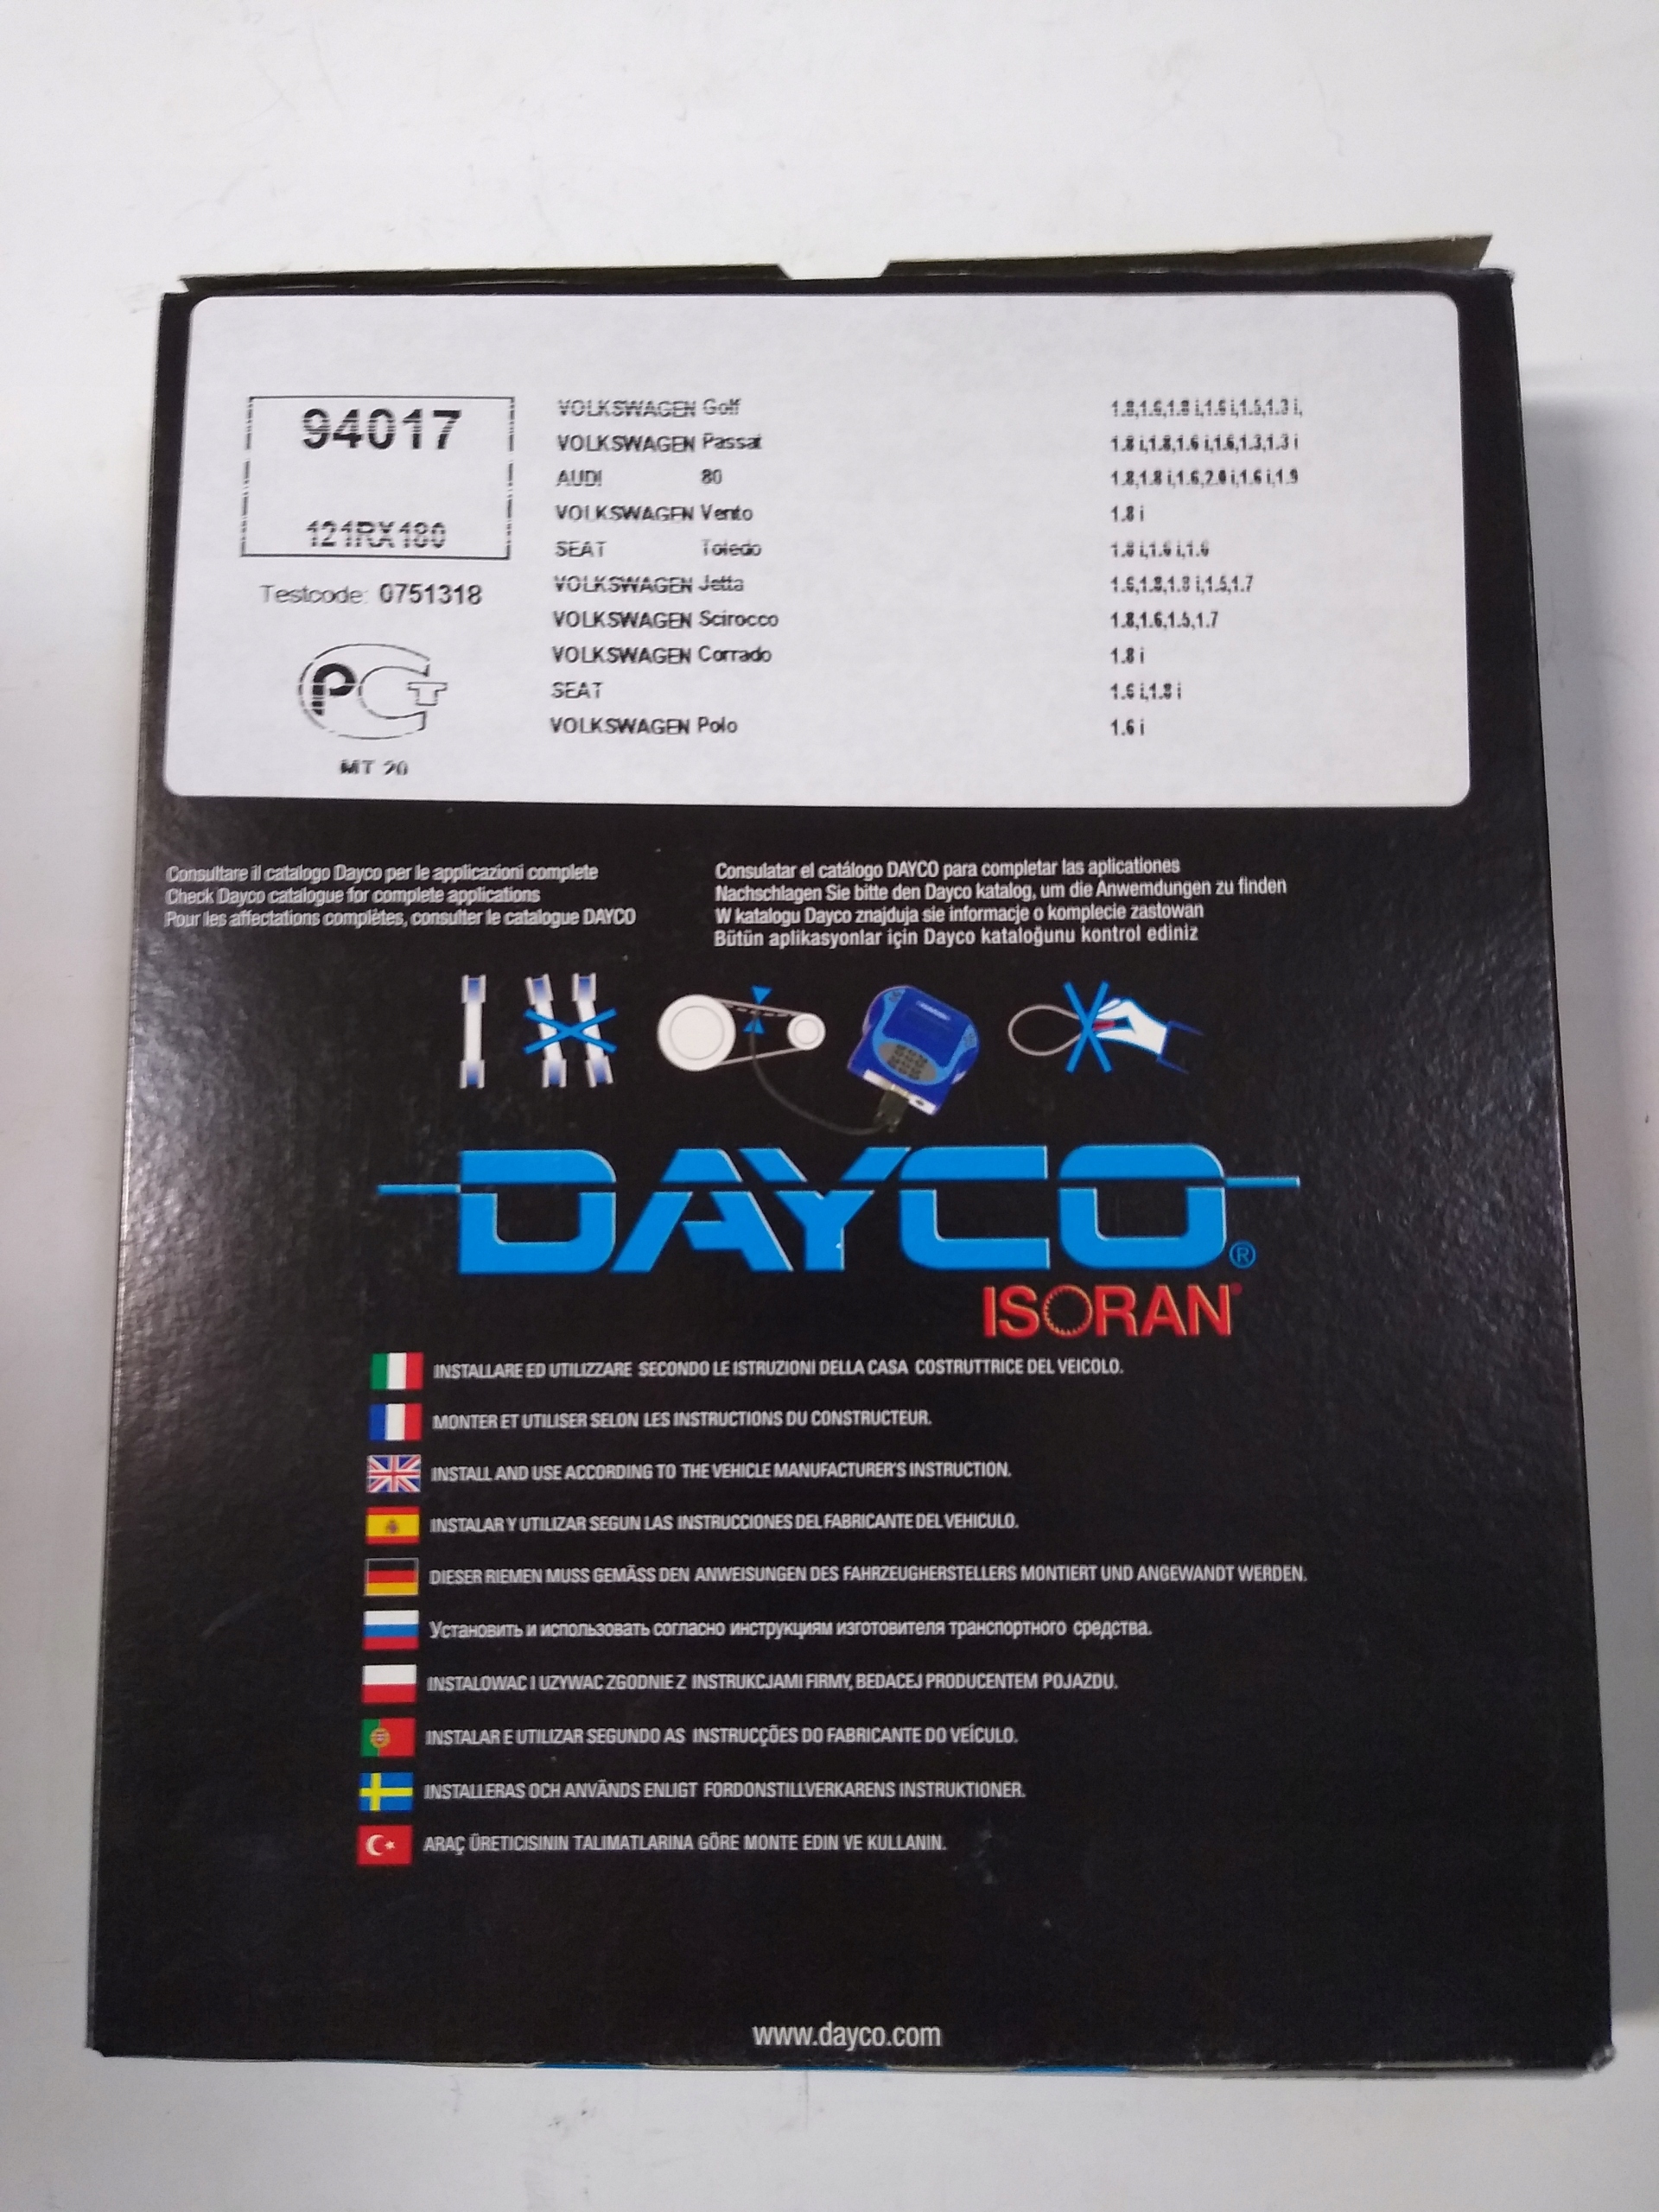 94017
121RX180
Testcode: 0751318
PCT
MT 20
VOLKSWAGEN Golf 1.8,1.6,1.8 i,1.6 i,1.5,1.3 i,
VOLKSWAGEN Passat 1.8 i,1.8,1.6 i,1.6,1.3,1.3 i
AUDI 80 1.8,1.8 i,1.6,2.0 i,1.6 i,1.9
VOLKSWAGEN Vento 1.8 i
SEAT Toledo 1.8 i,1.6 i,1.6
VOLKSWAGEN Jetta 1.6,1.8,1.8 i,1.5,1.7
VOLKSWAGEN Scirocco 1.8,1.6,1.5,1.7
VOLKSWAGEN Corrado 1.8 i
SEAT 1.6 i,1.8 i
VOLKSWAGEN Polo 1.6 i
Consultare il catalogo Dayco per le applicazioni complete
Check Dayco catalogue for complete applications
Pour les affectations complètes, consulter le catalogue DAYCO
Consulatar el catálogo DAYCO para completar las aplicationes
Nachschlagen Sie bitte den Dayco katalog, um die Anwemdungen zu finden
W katalogu Dayco znajduja sie informacje o komplecie zastowan
Bütün aplikasyonlar için Dayco kataloğunu kontrol ediniz
DAYCO®
ISORAN
INSTALLARE ED UTILIZZARE SECONDO LE ISTRUZIONI DELLA CASA COSTRUTTRICE DEL VEICOLO.
MONTER ET UTILISER SELON LES INSTRUCTIONS DU CONSTRUCTEUR.
INSTALL AND USE ACCORDING TO THE VEHICLE MANUFACTURER'S INSTRUCTION.
INSTALAR Y UTILIZAR SEGUN LAS INSTRUCCIONES DEL FABRICANTE DEL VEHICULO.
DIESER RIEMEN MUSS GEMÄSS DEN ANWEISUNGEN DES FAHRZEUGHERSTELLERS MONTIERT UND ANGEWANDT WERDEN.
Установить и использовать согласно инструкциям изготовителя транспортного средства.
INSTALOWAC I UZYWAC ZGODNIE Z INSTRUKCJAMI FIRMY, BEDACEJ PRODUCENTEM POJAZDU.
INSTALAR E UTILIZAR SEGUNDO AS INSTRUCÇÕES DO FABRICANTE DO VEÍCULO.
INSTALLERAS OCH ANVÄNDS ENLIGT FORDONSTILLVERKARENS INSTRUKTIONER.
ARAÇ ÜRETICISININ TALIMATLARINA GÖRE MONTE EDIN VE KULLANIN.
www.dayco.com